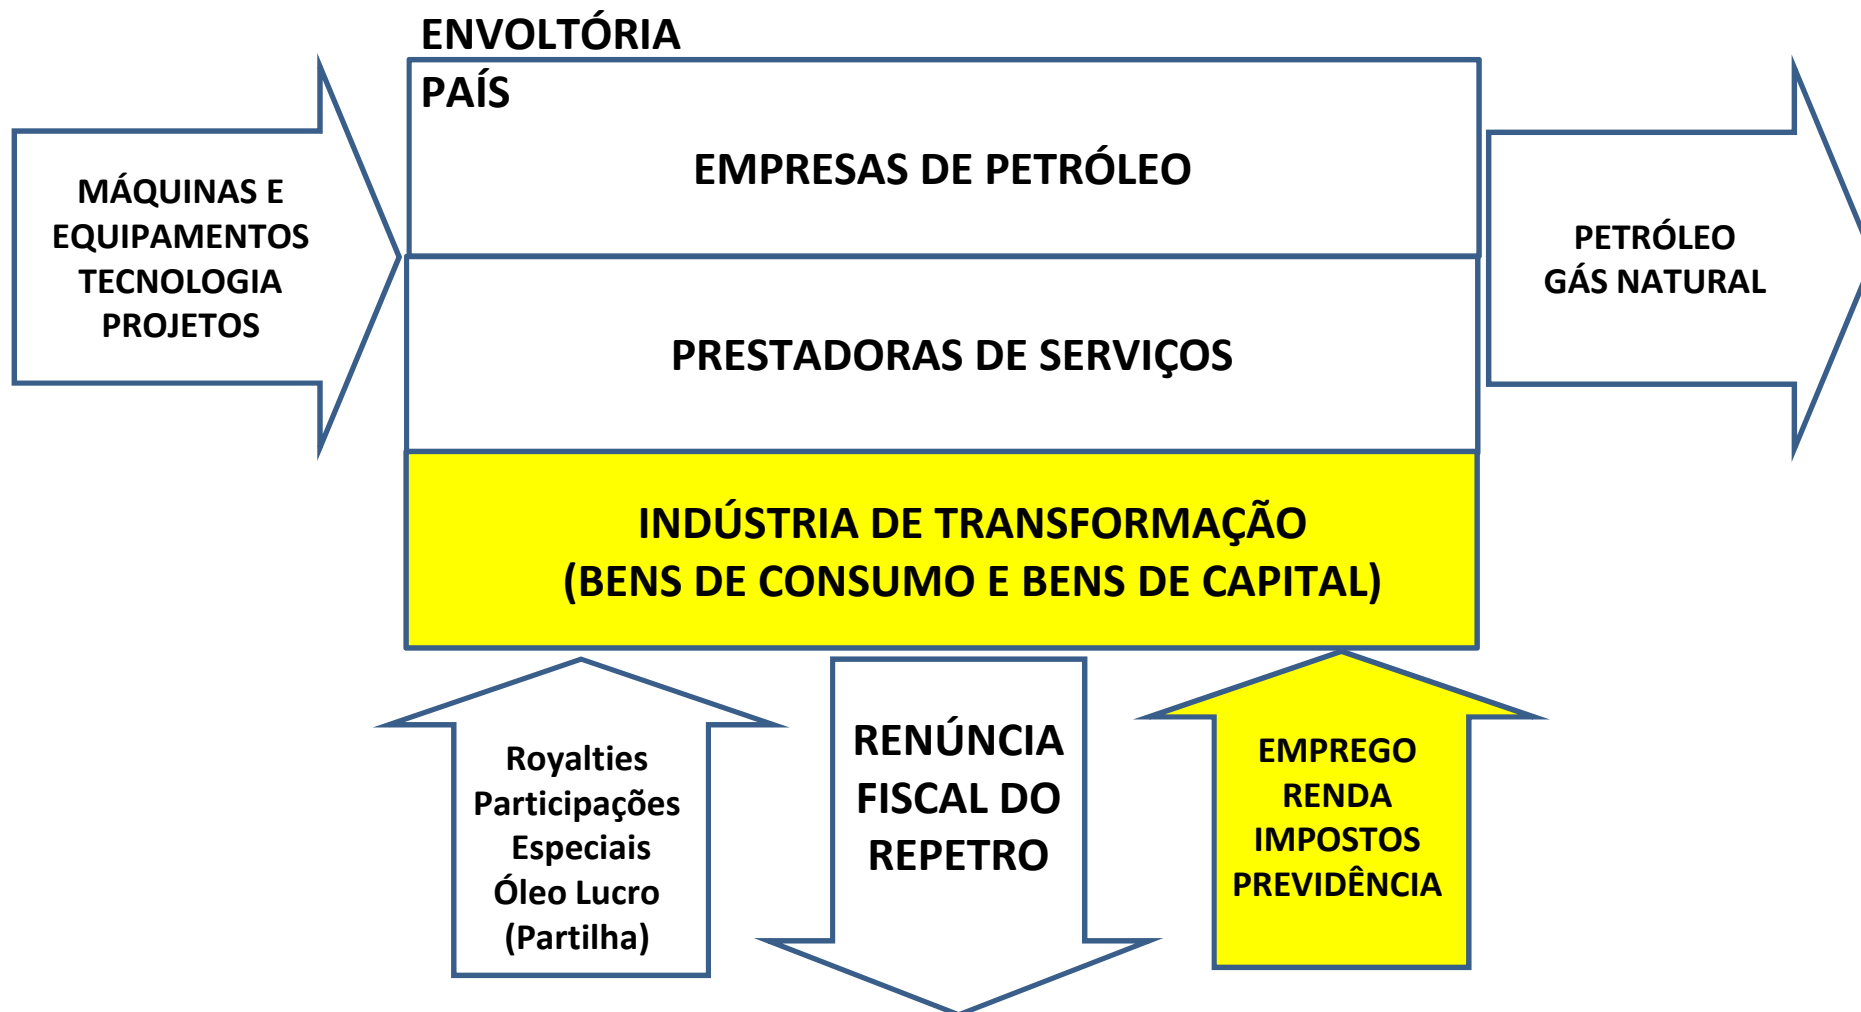 ENVOLTÓRIA
PAÍS
MÁQUINAS E
EQUIPAMENTOS
TECNOLOGIA
PROJETOS
EMPRESAS DE PETRÓLEO
PETRÓLEO
GÁS NATURAL
PRESTADORAS DE SERVIÇOS
INDÚSTRIA DE TRANSFORMAÇÃO
(BENS DE CONSUMO E BENS DE CAPITAL)
Royalties
Participações
Especiais
Óleo Lucro
(Partilha)
RENÚNCIA
FISCAL DO
REPETRO
EMPREGO
RENDA
IMPOSTOS
PREVIDÊNCIA